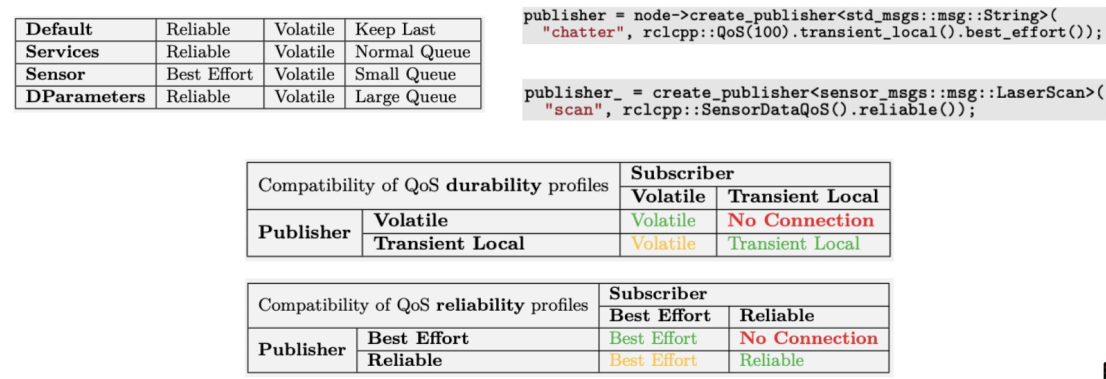 Default Reliable Volatile Keep Last
Services Reliable Volatile Normal Queue
Sensor Best Effort Volatile Small Queue
DParameters Reliable Volatile Large Queue
publisher = node->create_publisher<std_msgs::msg::String>(
"chatter", rclcpp::QoS(100).transient_local().best_effort());
publisher_ = create_publisher<sensor_msgs::msg::LaserScan>(
"scan", rclcpp::SensorDataQoS().reliable());
Compatibility of QoS durability profiles
Subscriber
Volatile Transient Local
Publisher
Volatile Volatile No Connection
Transient Local Volatile Transient Local
Compatibility of QoS reliability profiles
Subscriber
Best Effort Reliable
Publisher
Best Effort Best Effort No Connection
Reliable Best Effort Reliable